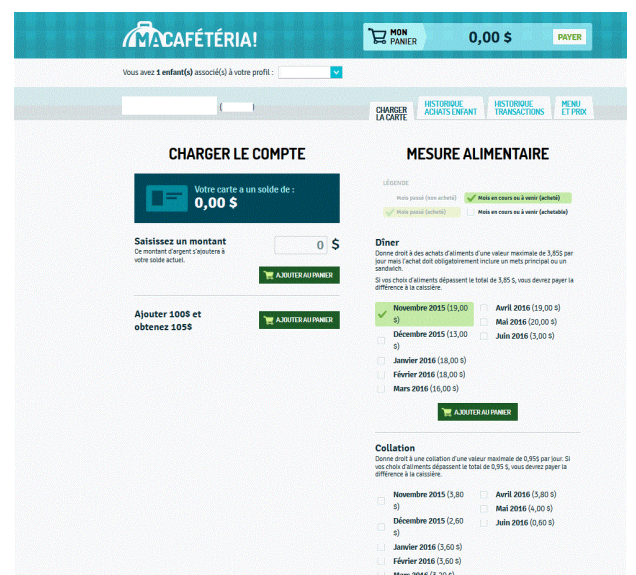 MACAFÉTÉRIA!
MON
PANIER
0,00 $
PAYER
Vous avez 1 enfant(s) associé(s) à votre profil :
(
)
CHARGER
LA CARTE
HISTORIQUE
ACHATS ENFANT
HISTORIQUE
TRANSACTIONS
MENU
ET PRIX
CHARGER LE COMPTE
Votre carte a un solde de :
0,00 $
Saisissez un montant
Ce montant d'argent s'ajoutera à
votre solde actuel.
0 $
AJOUTER AU PANIER
Ajouter 100$ et
obtenez 105$
AJOUTER AU PANIER
MESURE ALIMENTAIRE
LÉGENDE
Mois passé (non acheté)
Mois en cours ou à venir (acheté)
Mois passé (acheté)
Mois en cours ou à venir (achetable)
Dîner
Donne droit à des achats d'aliments d'une valeur maximale de 3,85$ par
jour mais l'achat doit obligatoirement inclure un mets principal ou un
sandwich.
Si vos choix d'aliments dépassent le total de 3,85 $, vous devrez payer la
différence à la caissière.
Novembre 2015 (19,00
$)
Décembre 2015 (13,00
$)
Janvier 2016 (18,00 $)
Février 2016 (18,00 $)
Mars 2016 (16,00 $)
Avril 2016 (19,00 $)
Mai 2016 (20,00 $)
Juin 2016 (3,00 $)
AJOUTER AU PANIER
Collation
Donne droit à une collation d'une valeur maximale de 0,95$ par jour. Si
vos choix d'aliments dépassent le total de 0,95 $, vous devrez payer la
différence à la caissière.
Novembre 2015 (3,80
$)
Décembre 2015 (2,60
$)
Janvier 2016 (3,60 $)
Février 2016 (3,60 $)
Mars 2016 (3,20 $)
Avril 2016 (3,80 $)
Mai 2016 (4,00 $)
Juin 2016 (0,60 $)